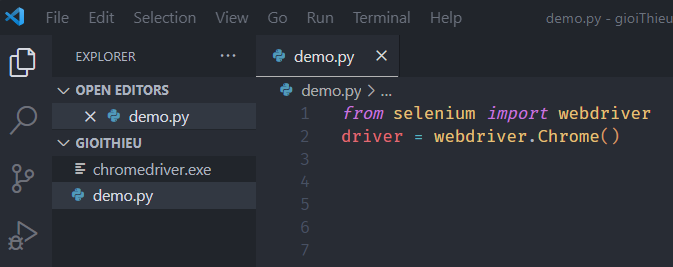 File Edit Selection View Go Run Terminal Help demo.py - gioiThieu
EXPLORER ...
OPEN EDITORS
demo.py
GIOITHIEU
chromedriver.exe
demo.py
demo.py
demo.py > ...
1 from selenium import webdriver
2 driver = webdriver.Chrome()
3
4
5
6
7